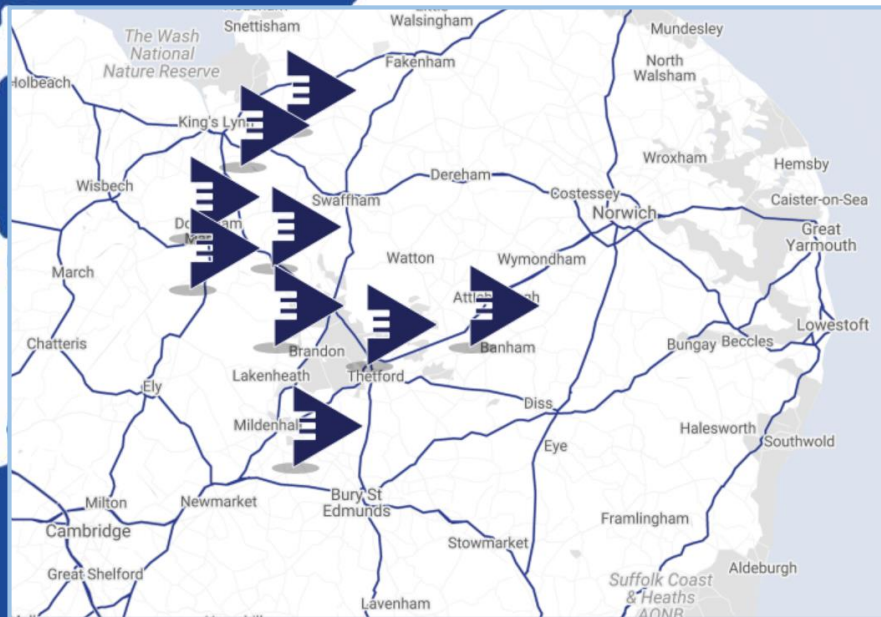 Snettisham
Walsingham
Mundesley
The Wash
National
Nature Reserve
Fakenham
North
Walsham
Holbeach
King's Lynn
Wroxham
Hemsby
Wisbech
Dereham
Swaffham
Costessey
Caister-on-Sea
Norwich
Great
Yarmouth
Watton
Wymondham
March
Lowestoft
Chatteris
Brandon
Banham
Bungay
Beccles
Lakenheath
Thetford
Ely
Diss
Halesworth
Southwold
Eye
Milton
Newmarket
Bury St
Edmunds
Framlingham
Cambridge
Stowmarket
Aldeburgh
Great Shelford
Suffolk Coast
& Heaths
AONB
Lavenham